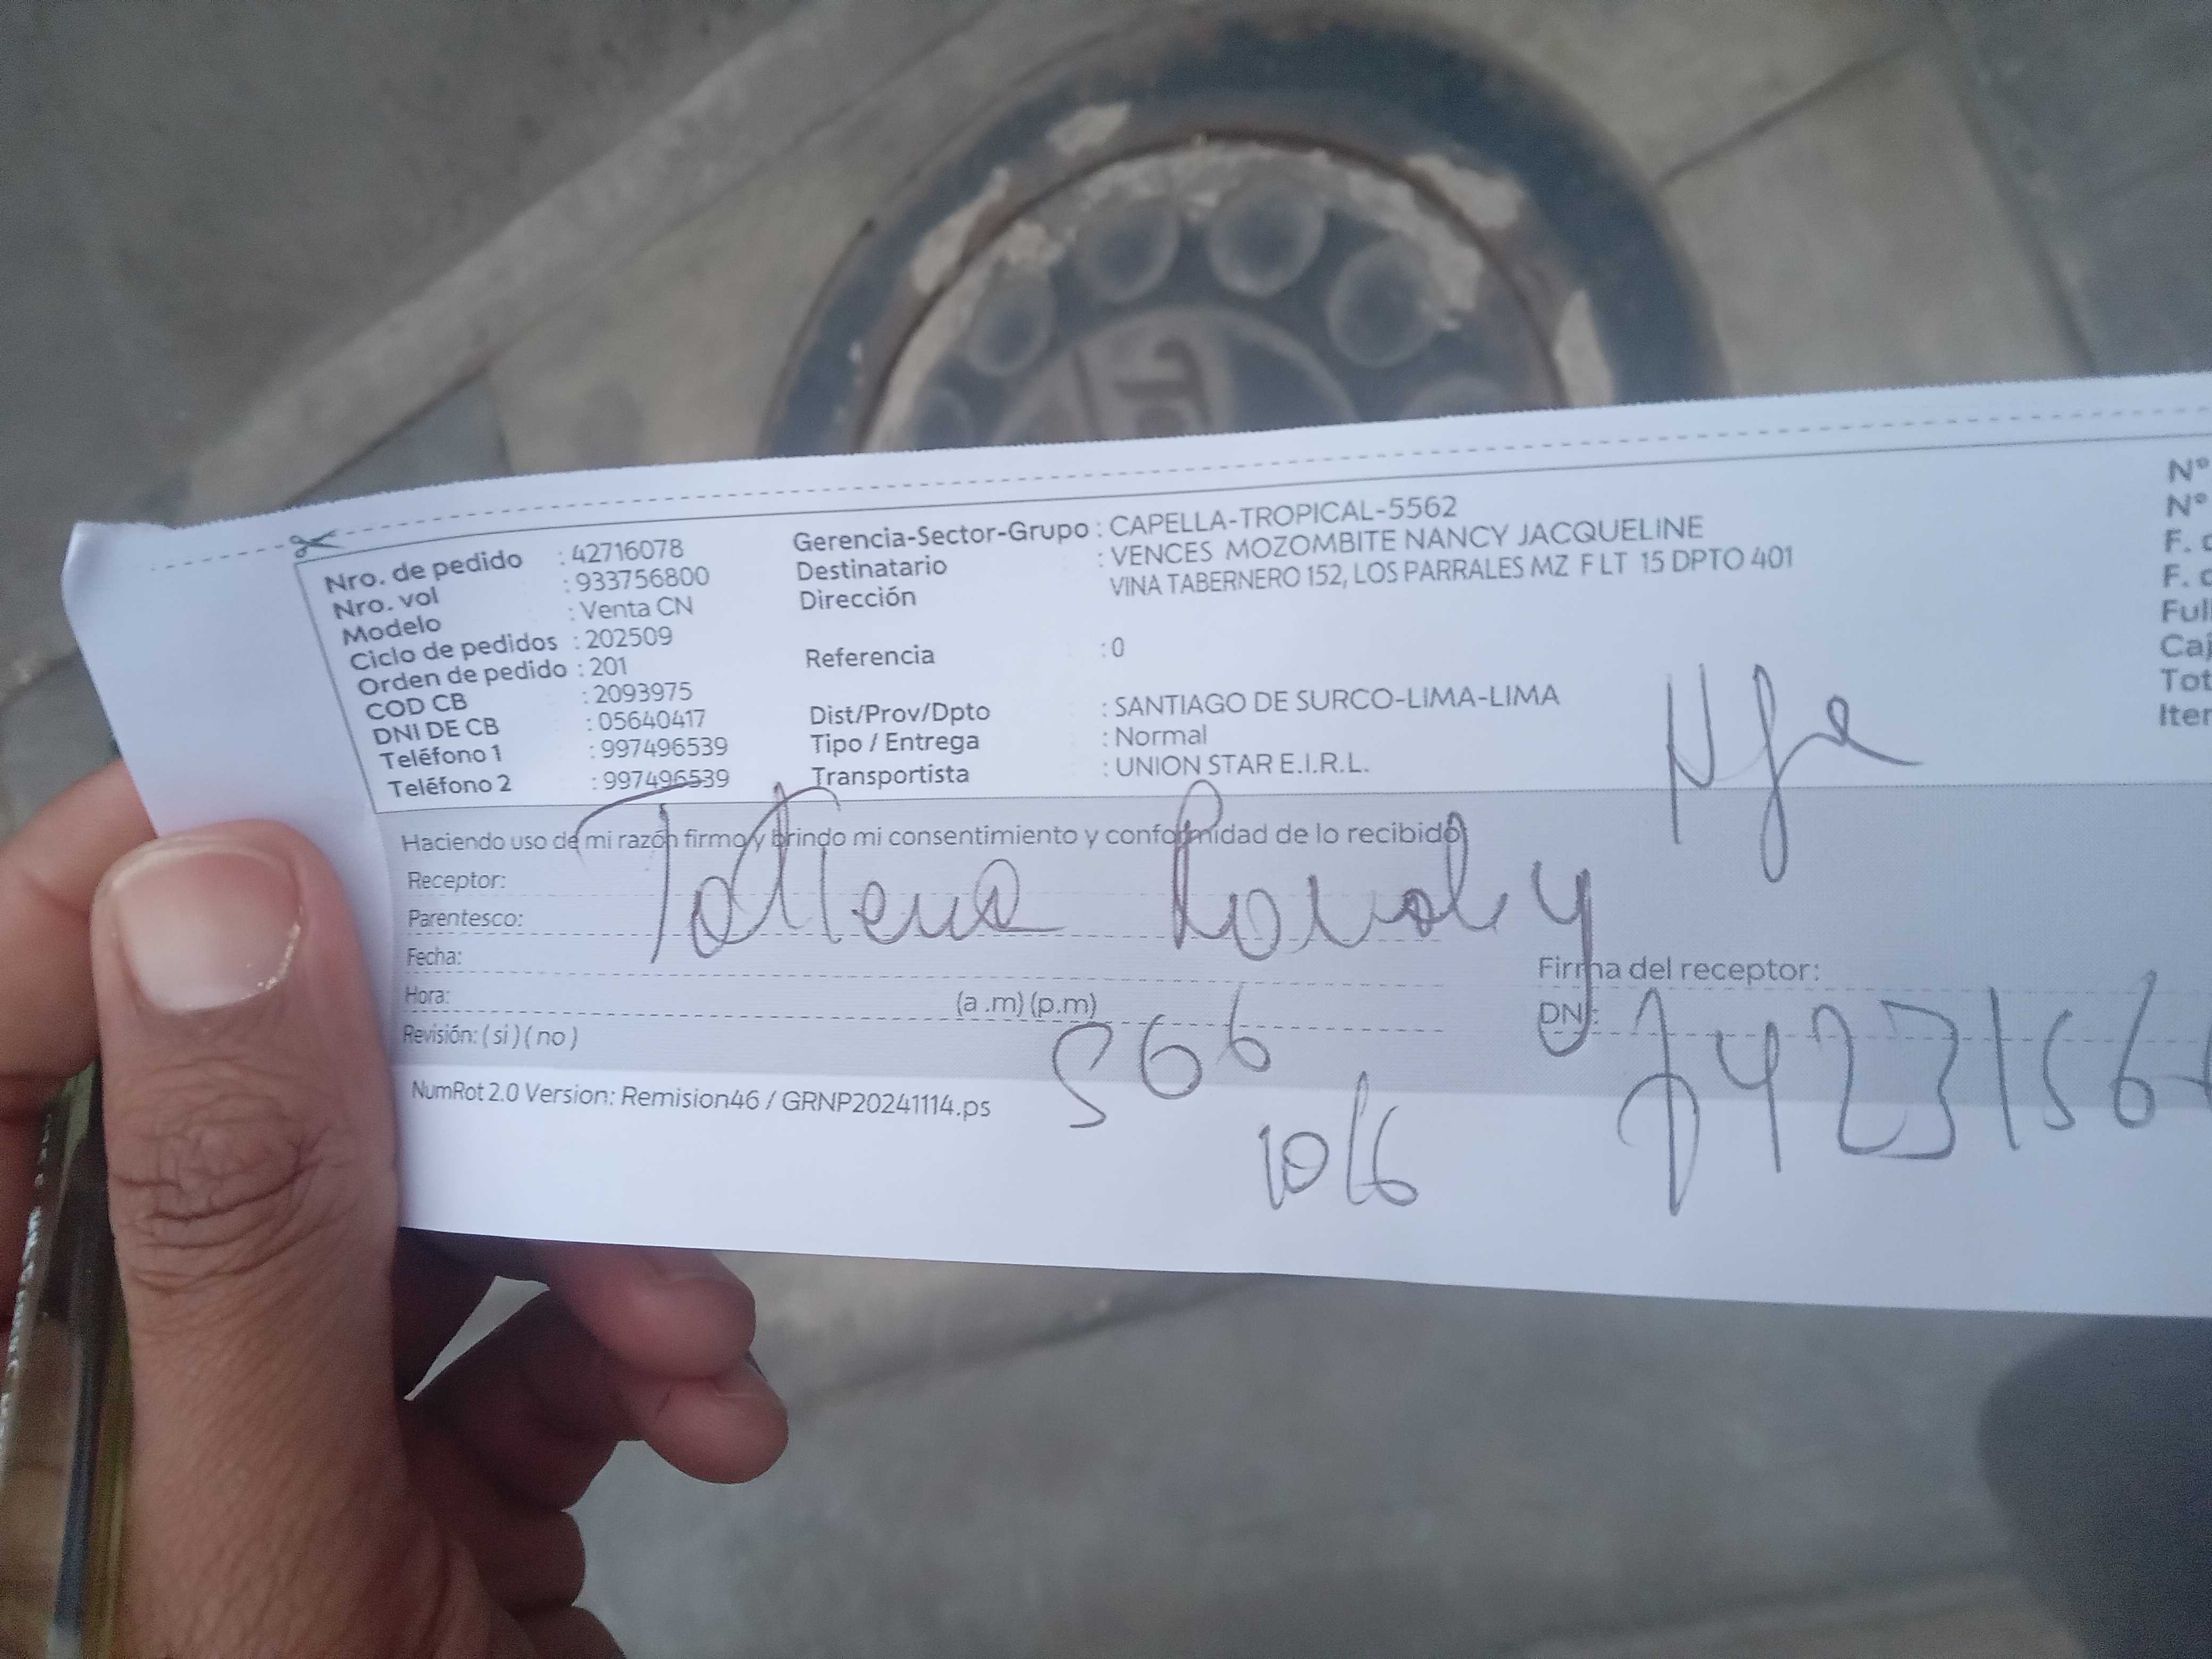 Nro. de pedido : 42716078
Nro. vol : 933756800
Modelo : Venta CN
Ciclo de pedidos : 202509
Orden de pedido : 201
COD CB : 2093975
DNI DE CB : 05640417
Teléfono 1 : 997496539
Teléfono 2 : 997496539
Gerencia-Sector-Grupo : CAPELLA-TROPICAL-5562
Destinatario : VENCES MOZOMBITE NANCY JACQUELINE
Dirección VINA TABERNERO 152, LOS PARRALES MZ F LT 15 DPTO 401
Referencia : 0
Dist/Prov/Dpto : SANTIAGO DE SURCO-LIMA-LIMA
Tipo / Entrega : Normal
Transportista : UNION STAR E.I.R.L.
N°
N°
F.
F.
Haciendo uso de mi razón firmo y brindo mi consentimiento y conformidad de lo recibido
Receptor:
Parentesco:
Fecha:
Hora: (a .m) (p.m)
Revisión: ( si ) ( no )
Firma del receptor:
DNI:
S66
10/6
NumRot 2.0 Version: Remision46 / GRNP20241114.ps